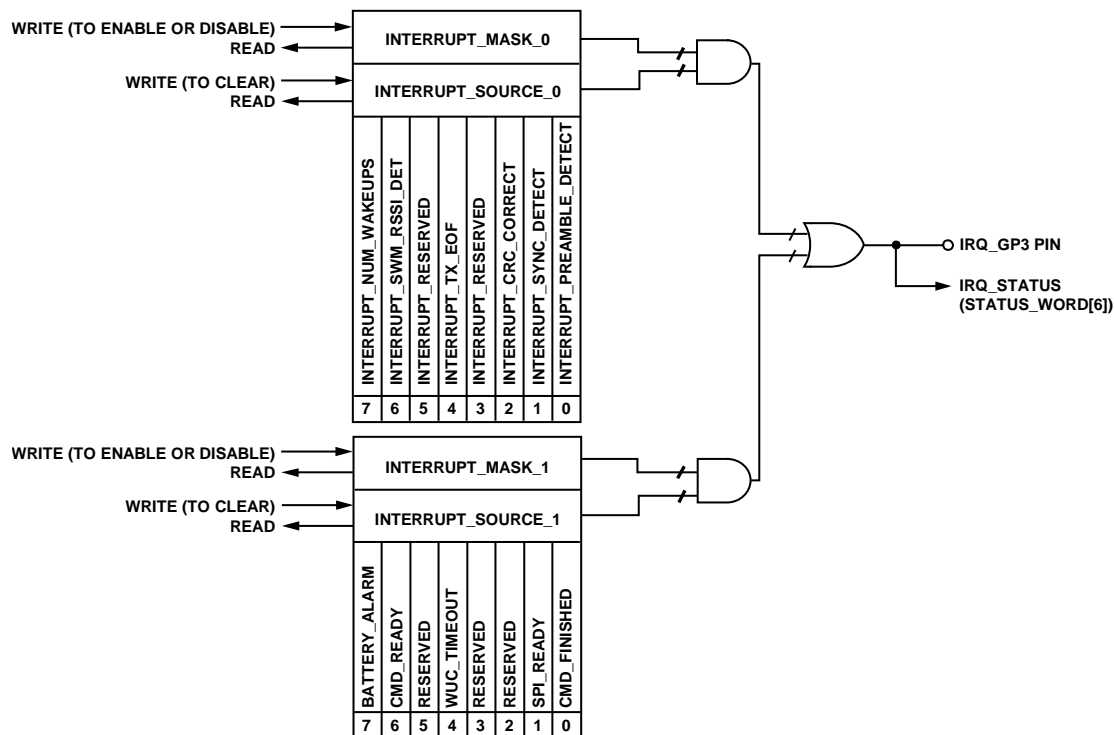 WRITE (TO ENABLE OR DISABLE)
READ
INTERRUPT_MASK_0
WRITE (TO CLEAR)
READ
INTERRUPT_SOURCE_0
INTERRUPT_NUM_WAKEUPS
INTERRUPT_SWM_RSSI_DET
INTERRUPT_RESERVED
INTERRUPT_TX_EOF
INTERRUPT_RESERVED
INTERRUPT_CRC_CORRECT
INTERRUPT_SYNC_DETECT
INTERRUPT_PREAMBLE_DETECT
7 6 5 4 3 2 1 0
IRQ_GP3 PIN
IRQ_STATUS
(STATUS_WORD[6])
WRITE (TO ENABLE OR DISABLE)
READ
INTERRUPT_MASK_1
WRITE (TO CLEAR)
READ
INTERRUPT_SOURCE_1
BATTERY_ALARM
CMD_READY
RESERVED
WUC_TIMEOUT
RESERVED
RESERVED
SPI_READY
CMD_FINISHED
7 6 5 4 3 2 1 0